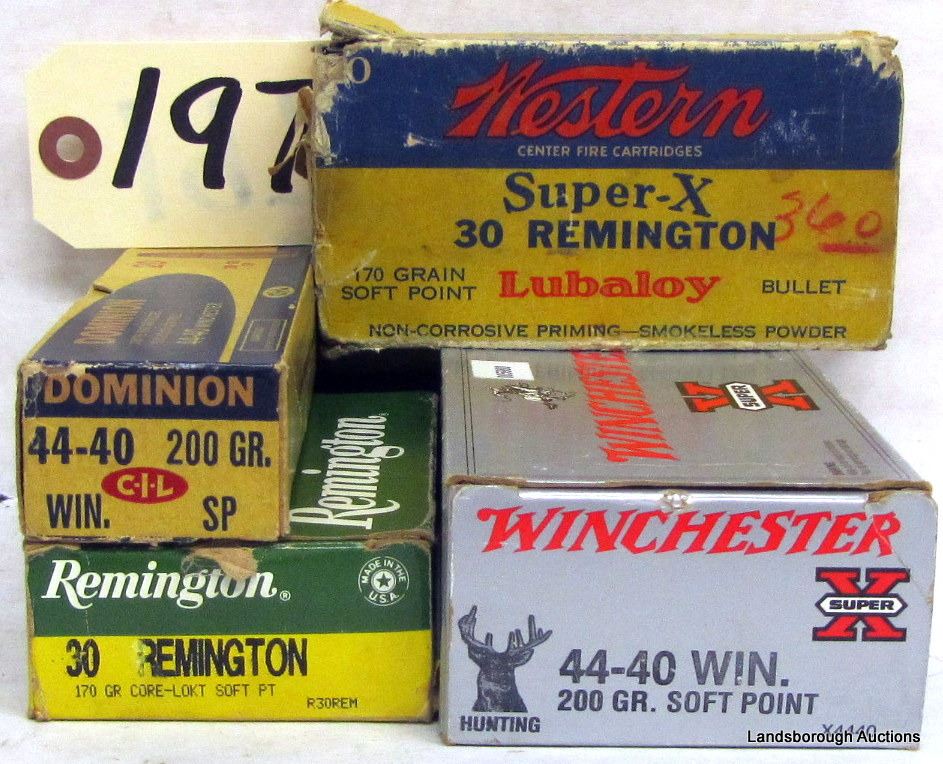 197
Western
CENTER FIRE CARTRIDGES
Super-X
30 REMINGTON
360
170 GRAIN
SOFT POINT
Lubaloy
BULLET
NON-CORROSIVE PRIMING—SMOKELESS POWDER
DOMINION
DOMINION
44-40 200 GR.
C-I-L
WIN. SP
Remington
Remington®
MADE IN THE
U.S.A.
30 REMINGTON
170 GR CORE-LOKT SOFT PT
R30REM
WINCHESTER
X
SUPER
WINCHESTER
X
SUPER
44-40 WIN.
200 GR. SOFT POINT
HUNTING
X4440
Landsborough Auctions